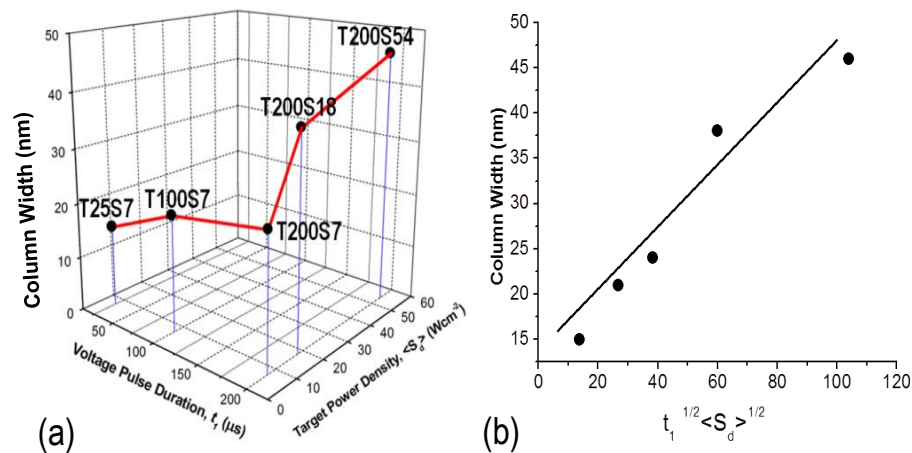 50
40
30
20
10
0
Column Width (nm)
T25S7
T100S7
T200S7
T200S18
T200S54
50
100
150
200
Voltage Pulse Duration, t₁ (μs)
0
10
20
30
40
50
60
Target Power Density, <S_d> (Wcm⁻²)
(a)
50
45
40
35
30
25
20
15
Column Width (nm)
0 20 40 60 80 100 120
t₁^1/2<S_d>^1/2
(b)